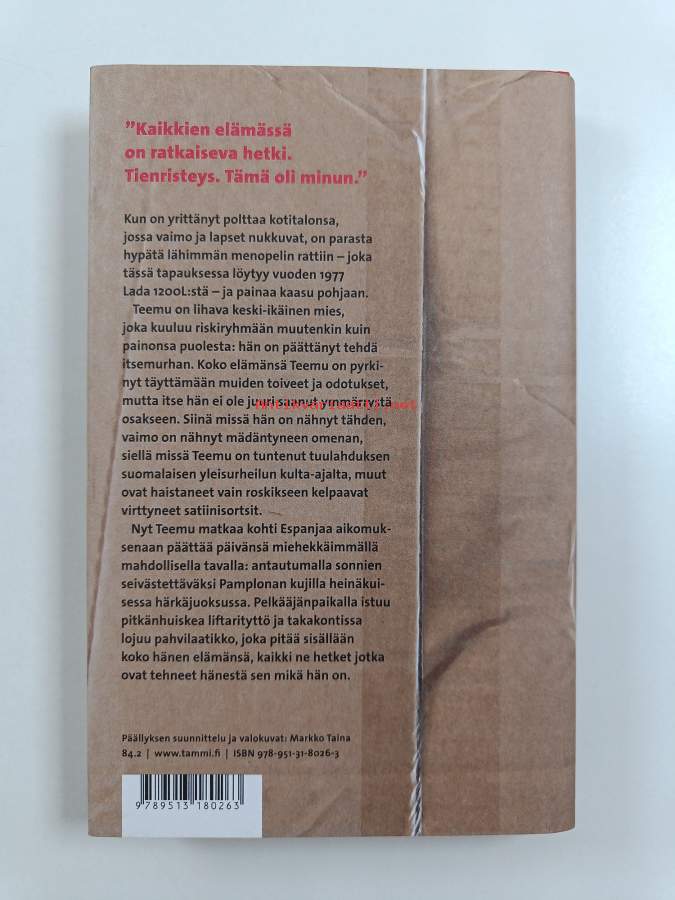 ”Kaikkien elämässä
on ratkaiseva hetki.
Tienristeys. Tämä oli minun.”
Kun on yrittänyt polttaa kotitalonsa,
jossa vaimo ja lapset nukkuvat, on parasta
hypätä lähimmän menopelin rattiin – joka
tässä tapauksessa löytyy vuoden 1977
Lada 1200L:stä – ja painaa kaasu pohjaan.
Teemu on lihava keski-ikäinen mies,
joka kuuluu riskiryhmään muutenkin kuin
painonsa puolesta: hän on päättänyt tehdä
itsemurhan. Koko elämänsä Teemu on pyrki-
nyt täyttämään muiden toiveet ja odotukset,
mutta itse hän ei ole juuri saanut ymmärrystä
osakseen. Siinä missä hän on nähnyt tähden,
vaimo on nähnyt mädäntyneen omenan,
siellä missä Teemu on tuntenut tuulahduksen
suomalaisen yleisurheilun kulta-ajalta, muut
ovat haistaneet vain roskikseen kelpaavat
virttyneet satiinisortsit.
Nyt Teemu matkaa kohti Espanjaa aikomuk-
senaan päättää päivänsä miehekkäimmällä
mahdollisella tavalla: antautumalla sonnien
seivästettäväksi Pamplonan kujilla heinäkui-
sessa härkäjuoksussa. Pelkääjänpaikalla istuu
pitkänhuiskea liftarityttö ja takakontissa
lojuu pahvilaatikko, joka pitää sisällään
koko hänen elämänsä, kaikki ne hetket jotka
ovat tehneet hänestä sen mikä hän on.
Päällyksen suunnittelu ja valokuvat: Markko Taina
84.2 | www.tammi.fi | ISBN 978-951-31-8026-3
9 789513 180263